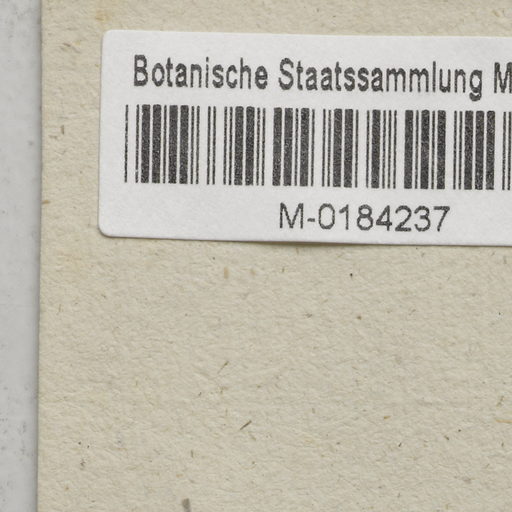 Botanische Staatssammlung M
M-0184237